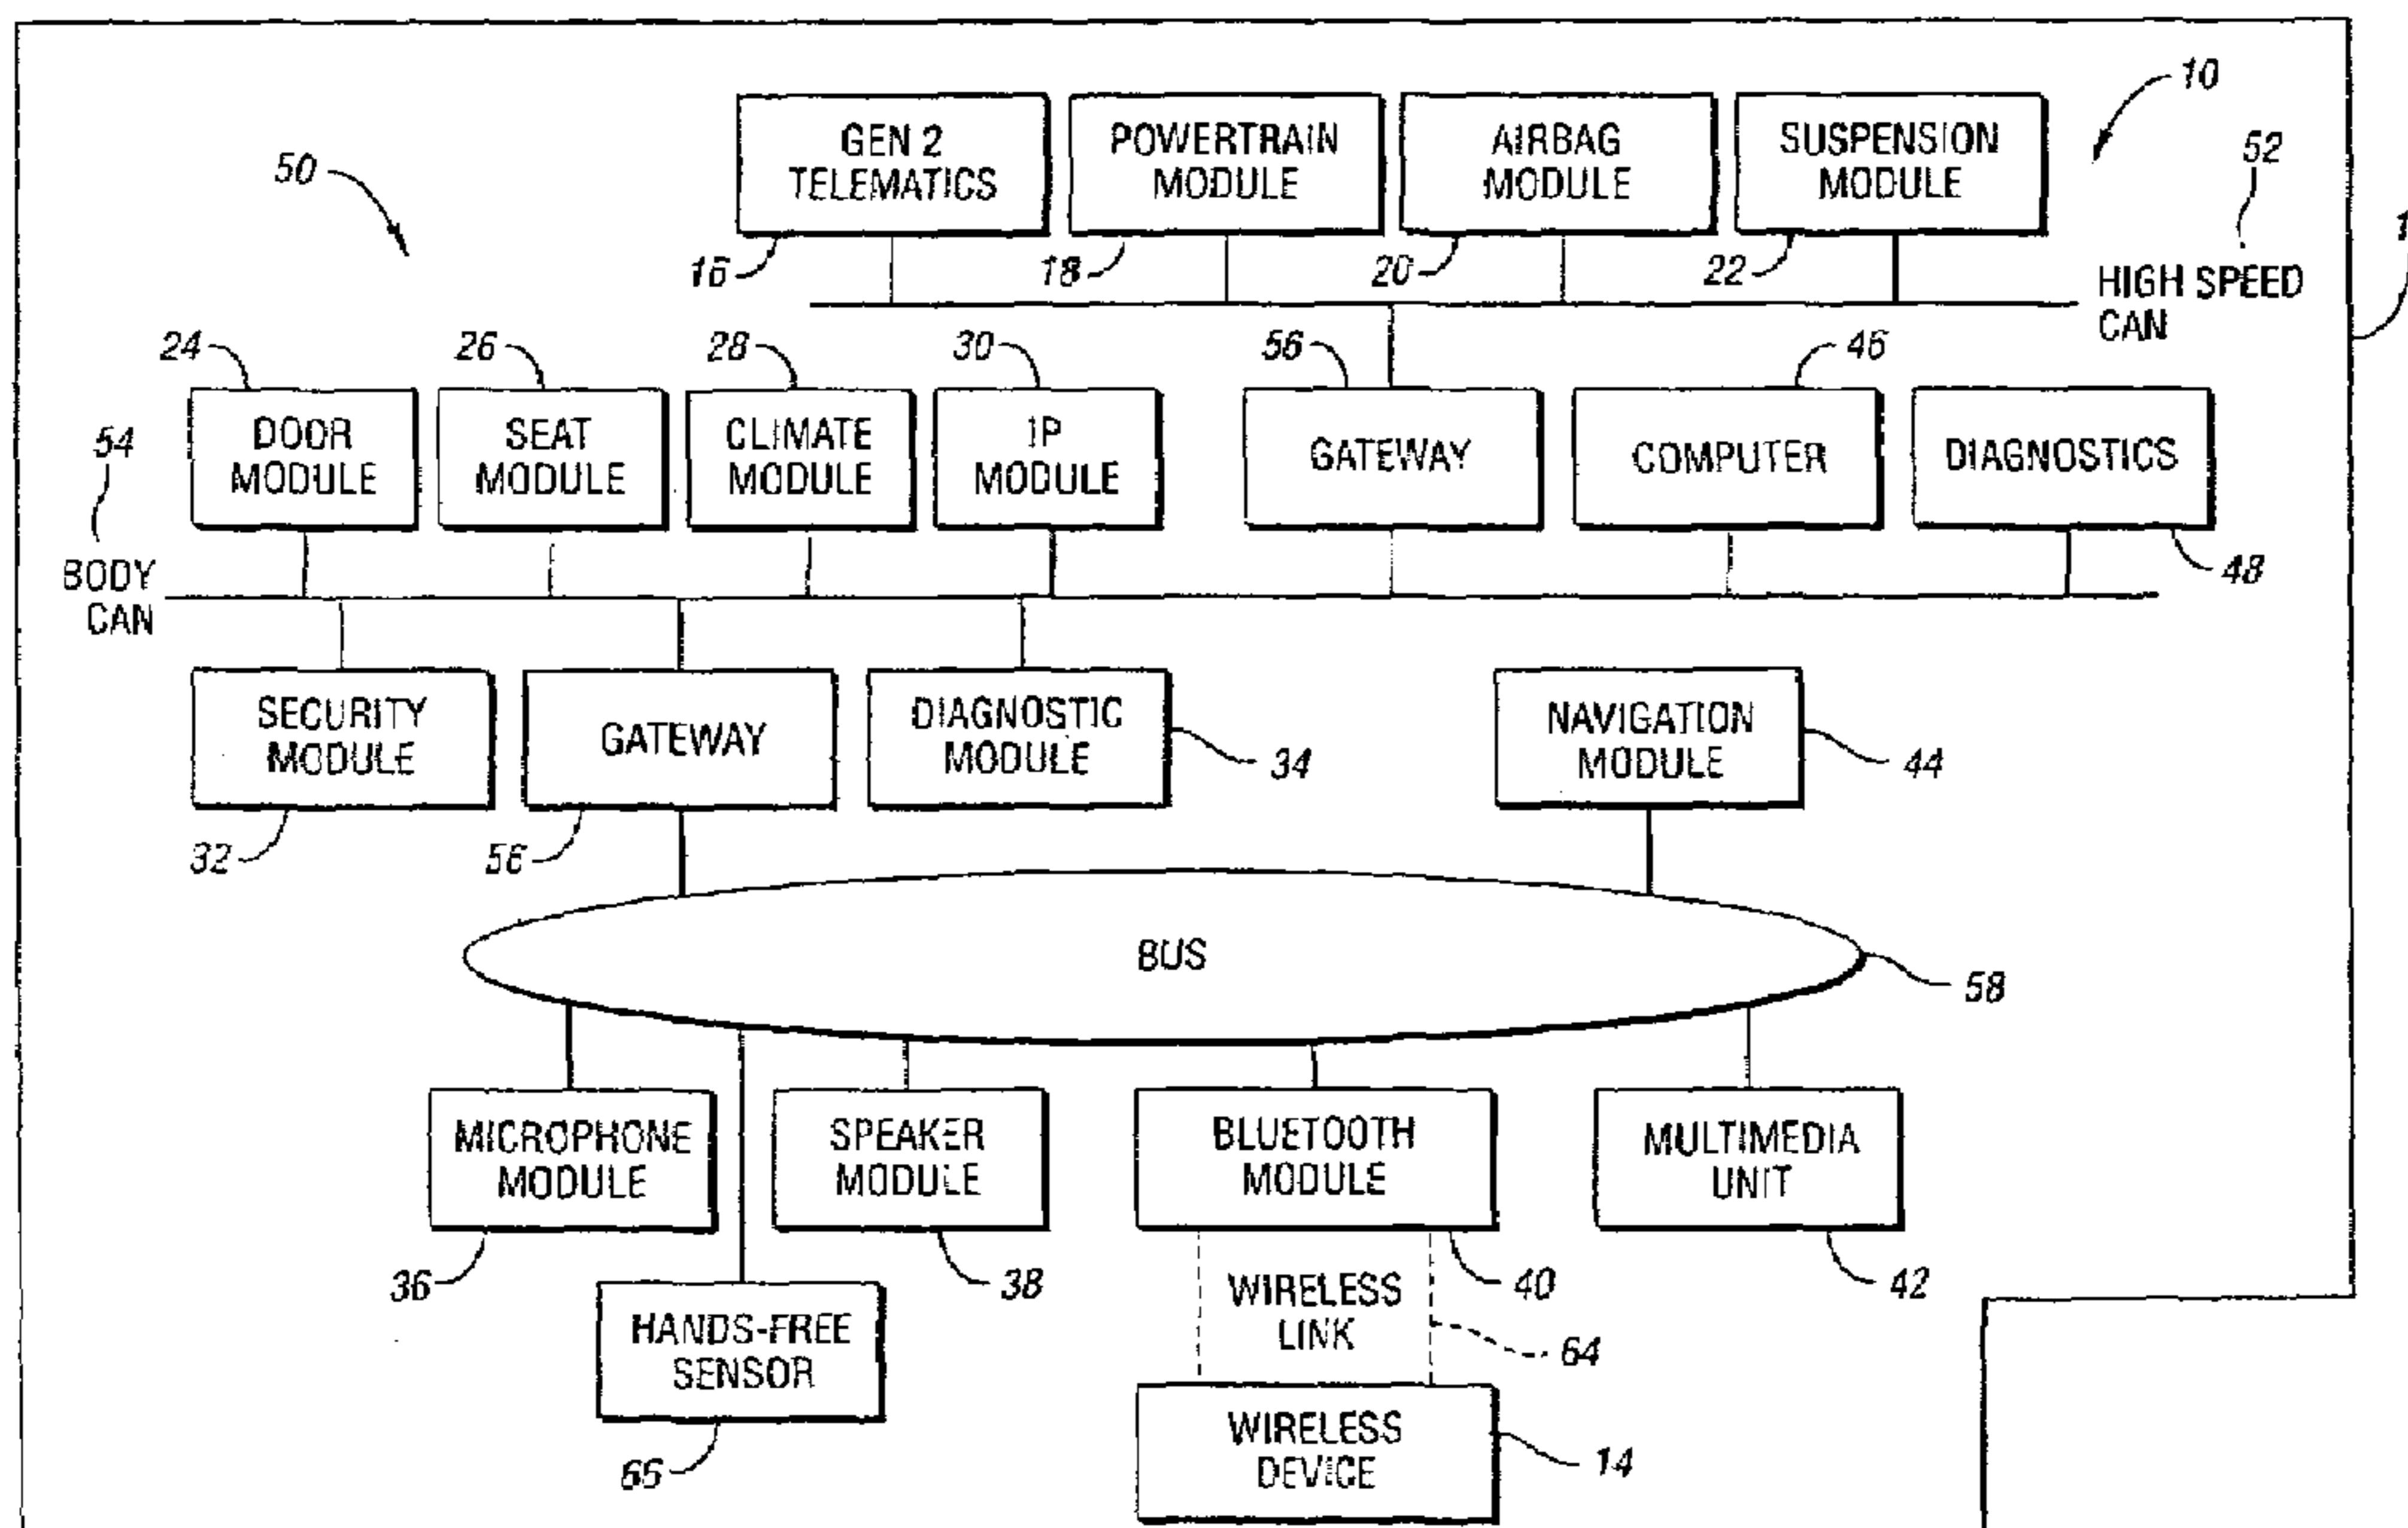 10
GEN 2
TELEMATICS
POWERTRAIN
MODULE
AIRBAG
MODULE
SUSPENSION
MODULE
52
50
16
18
20
22
HIGH SPEED
CAN
24
26
28
30
56
46
54
DOOR
MODULE
SEAT
MODULE
CLIMATE
MODULE
IP
MODULE
GATEWAY
COMPUTER
DIAGNOSTICS
48
BODY
CAN
SECURITY
MODULE
GATEWAY
DIAGNOSTIC
MODULE
34
NAVIGATION
MODULE
44
32
56
BUS
58
MICROPHONE
MODULE
SPEAKER
MODULE
BLUETOOTH
MODULE
MULTIMEDIA
UNIT
36
38
40
42
HANDS-FREE
SENSOR
WIRELESS
LINK
64
WIRELESS
DEVICE
14